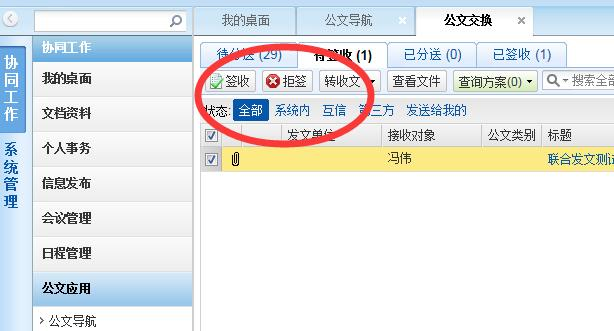 我的桌面 公文导航 公文交换
协同工作
系统管理
协同工作
我的桌面
文档资料
个人事务
信息发布
会议管理
日程管理
公文应用
公文导航
待分送 (29) 待签收 (1) 已分送 (0) 已签收 (1)
签收 拒签 转收文 查看文件 查询方案(0) 搜索全部
状态: 全部 系统内 互信 第三方 发送给我的
发文单位 接收对象 公文类别 标题
冯伟 联合发文测试